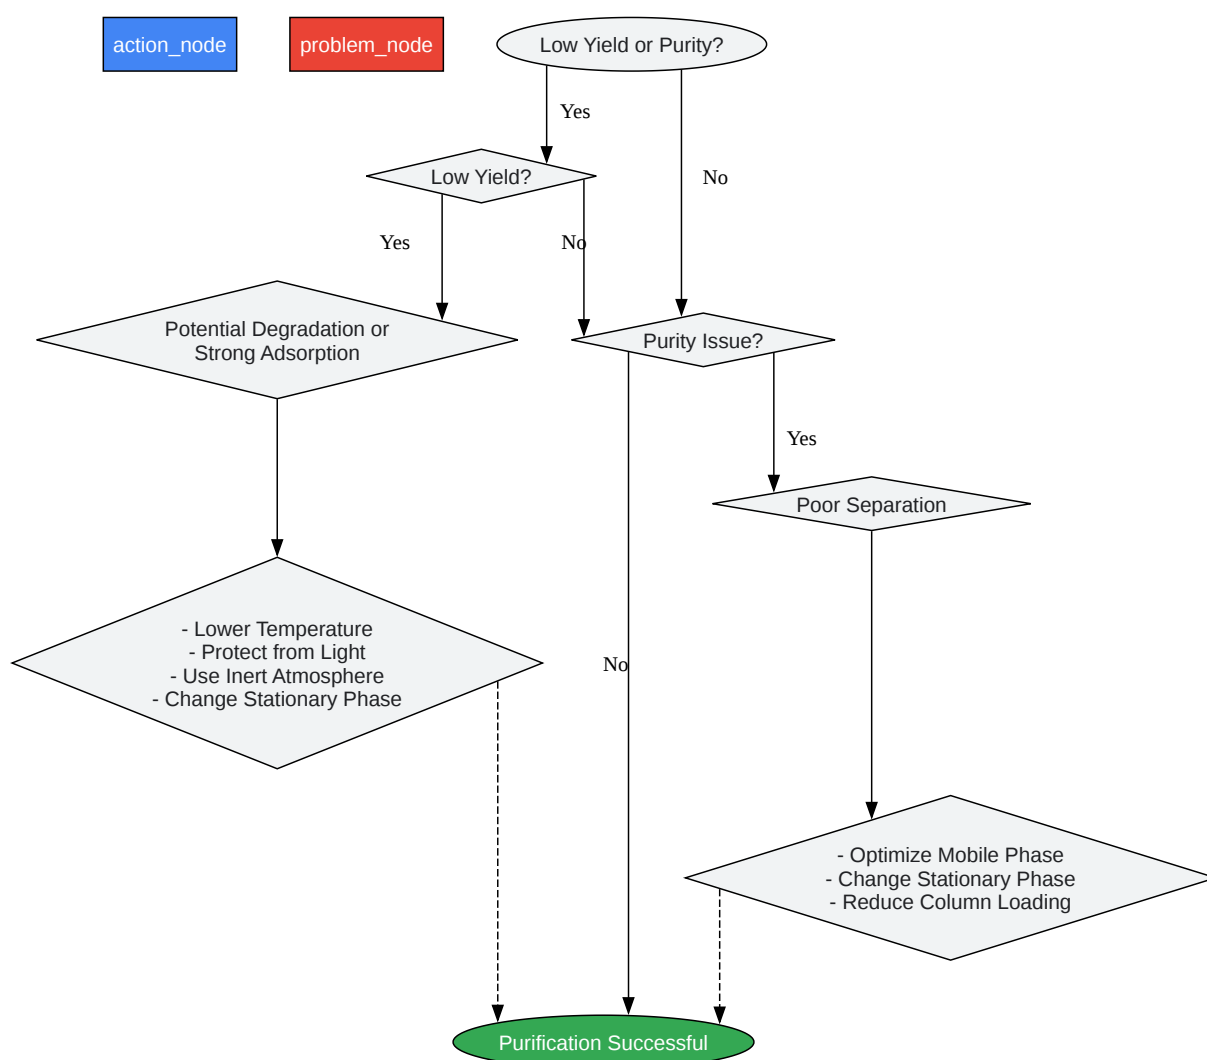 action_node
problem_node
Low Yield or Purity?
Yes
No
Low Yield?
Yes
No
Potential Degradation or
Strong Adsorption
Purity Issue?
Yes
Poor Separation
- Lower Temperature
- Protect from Light
- Use Inert Atmosphere
- Change Stationary Phase
No
- Optimize Mobile Phase
- Change Stationary Phase
- Reduce Column Loading
Purification Successful